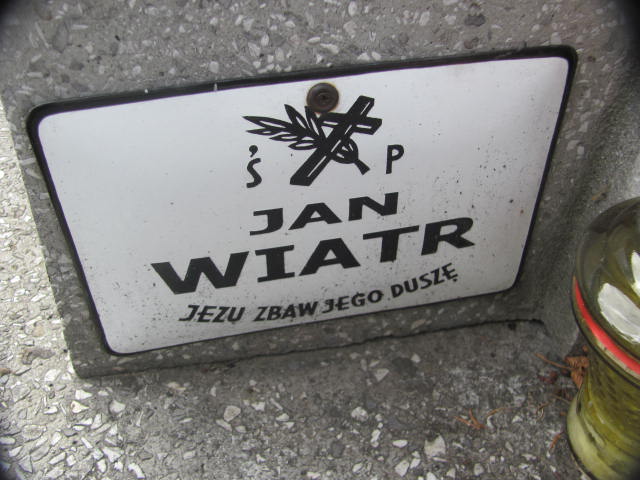 Ś P
JAN
WIATR
JEZU ZBAW JEGO DUSZĘ